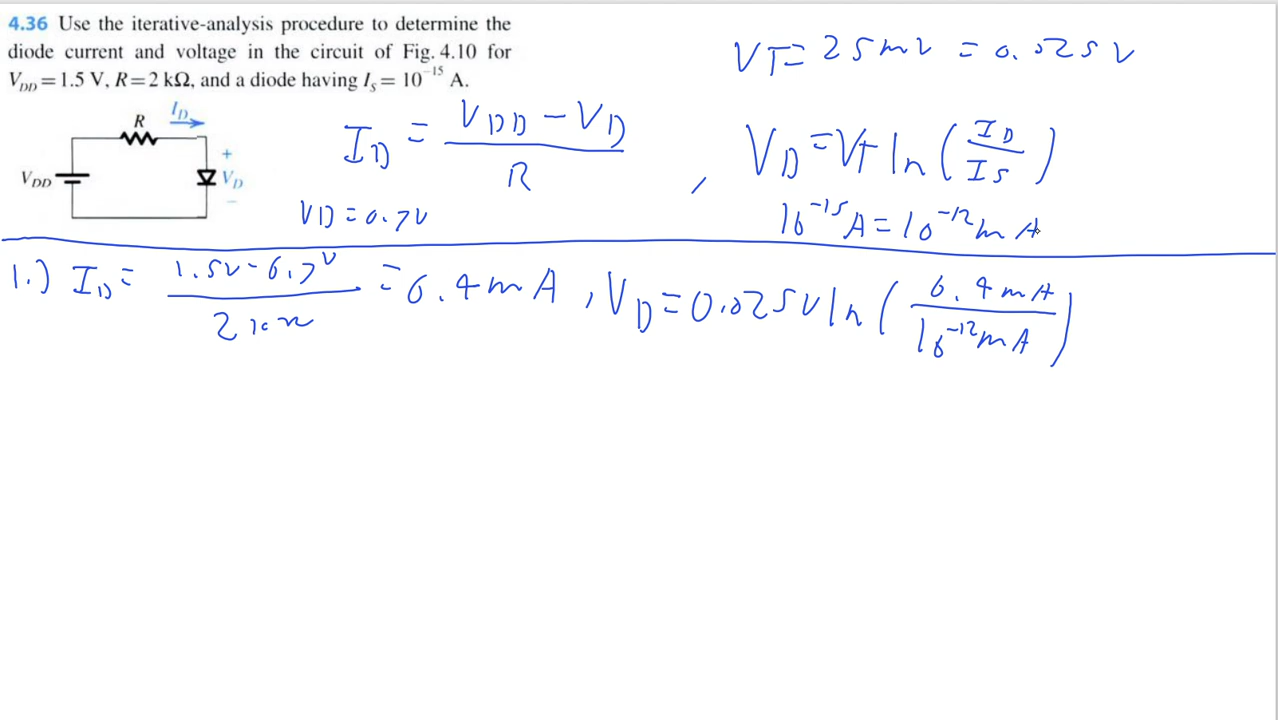 4.36 Use the iterative-analysis procedure to determine the
diode current and voltage in the circuit of Fig. 4.10 for
V_DD = 1.5 V, R = 2 kΩ, and a diode having I_s = 10^-15 A.
VT = 25mV = 0.025V
R I_D
V_DD + V_D −
I_D = (V_DD − V_D) / R , V_D = VT ln(I_D / I_S)
VD = 0.7V 10^-15 A = 10^-12 mA
1.) I_D = (1.5V − 0.7V) / 2kΩ = 0.4mA , V_D = 0.025V ln(0.4mA / 10^-12 mA)